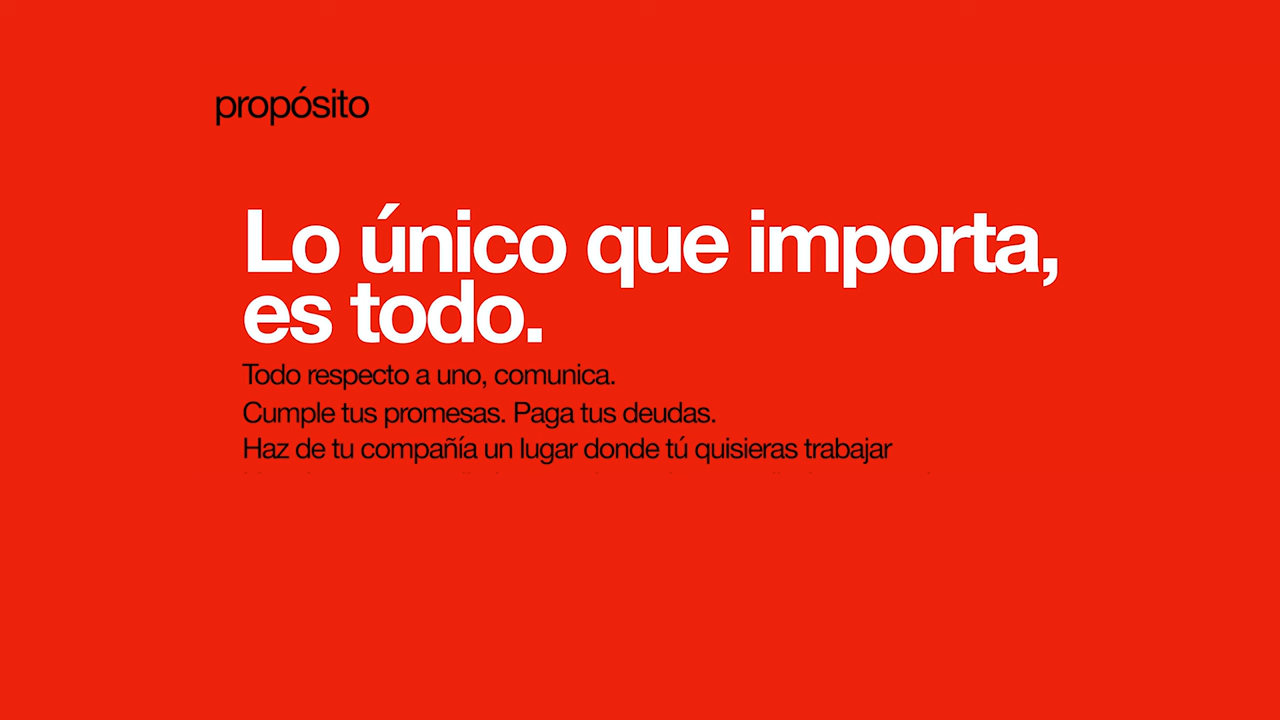 propósito
Lo único que importa,
es todo.
Todo respecto a uno, comunica.
Cumple tus promesas. Paga tus deudas.
Haz de tu compañía un lugar donde tú quisieras trabajar